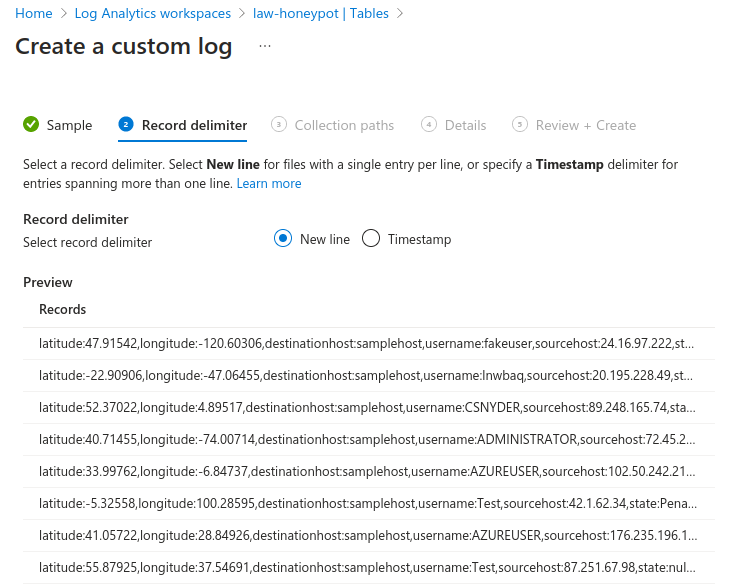 Home > Log Analytics workspaces > law-honeypot | Tables >
Create a custom log ...
Sample 2 Record delimiter 3 Collection paths 4 Details 5 Review + Create
Select a record delimiter. Select New line for files with a single entry per line, or specify a Timestamp delimiter for
entries spanning more than one line. Learn more
Record delimiter
Select record delimiter New line Timestamp
Preview
Records
latitude:47.91542,longitude:-120.60306,destinationhost:samplehost,username:fakeuser,sourcehost:24.16.97.222,st...
latitude:-22.90906,longitude:-47.06455,destinationhost:samplehost,username:lnwbaq,sourcehost:20.195.228.49,st...
latitude:52.37022,longitude:4.89517,destinationhost:samplehost,username:CSNYDER,sourcehost:89.248.165.74,sta...
latitude:40.71455,longitude:-74.00714,destinationhost:samplehost,username:ADMINISTRATOR,sourcehost:72.45.2...
latitude:33.99762,longitude:-6.84737,destinationhost:samplehost,username:AZUREUSER,sourcehost:102.50.242.21...
latitude:-5.32558,longitude:100.28595,destinationhost:samplehost,username:Test,sourcehost:42.1.62.34,state:Pena...
latitude:41.05722,longitude:28.84926,destinationhost:samplehost,username:AZUREUSER,sourcehost:176.235.196.1...
latitude:55.87925,longitude:37.54691,destinationhost:samplehost,username:Test,sourcehost:87.251.67.98,state:nul...